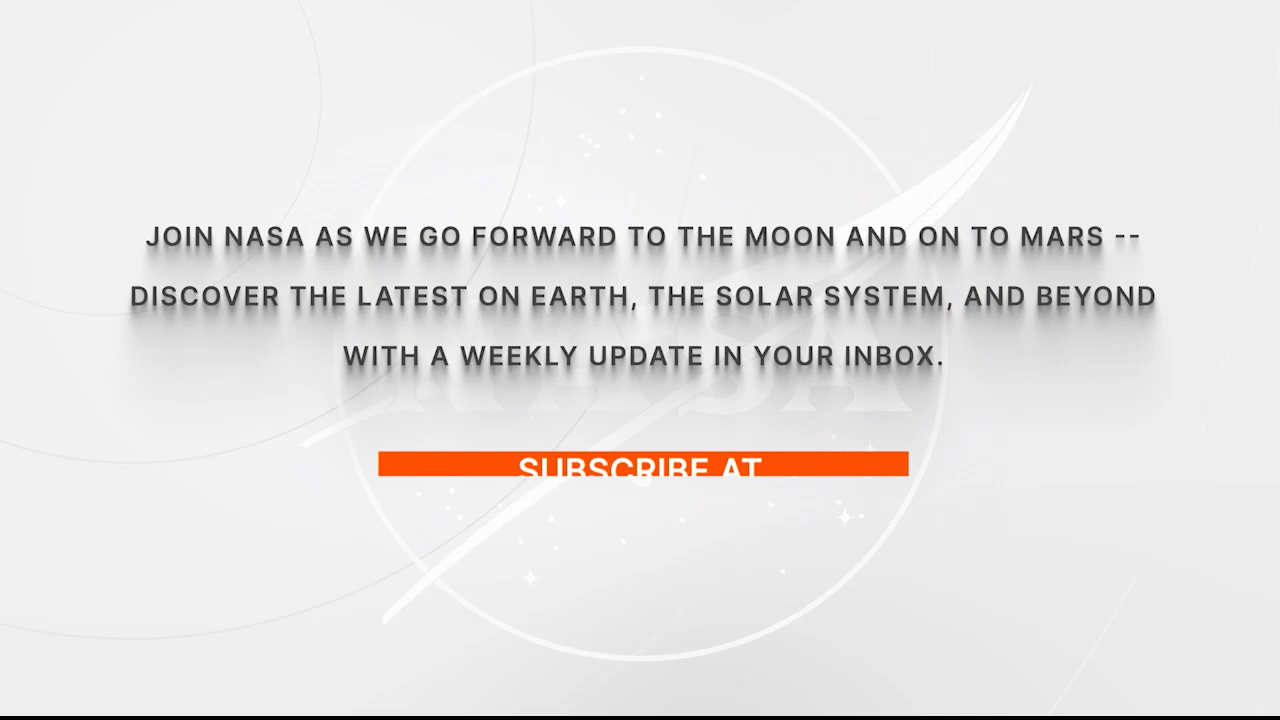 JOIN NASA AS WE GO FORWARD TO THE MOON AND ON TO MARS --
DISCOVER THE LATEST ON EARTH, THE SOLAR SYSTEM, AND BEYOND
WITH A WEEKLY UPDATE IN YOUR INBOX.
NASA
SUBSCRIBE AT